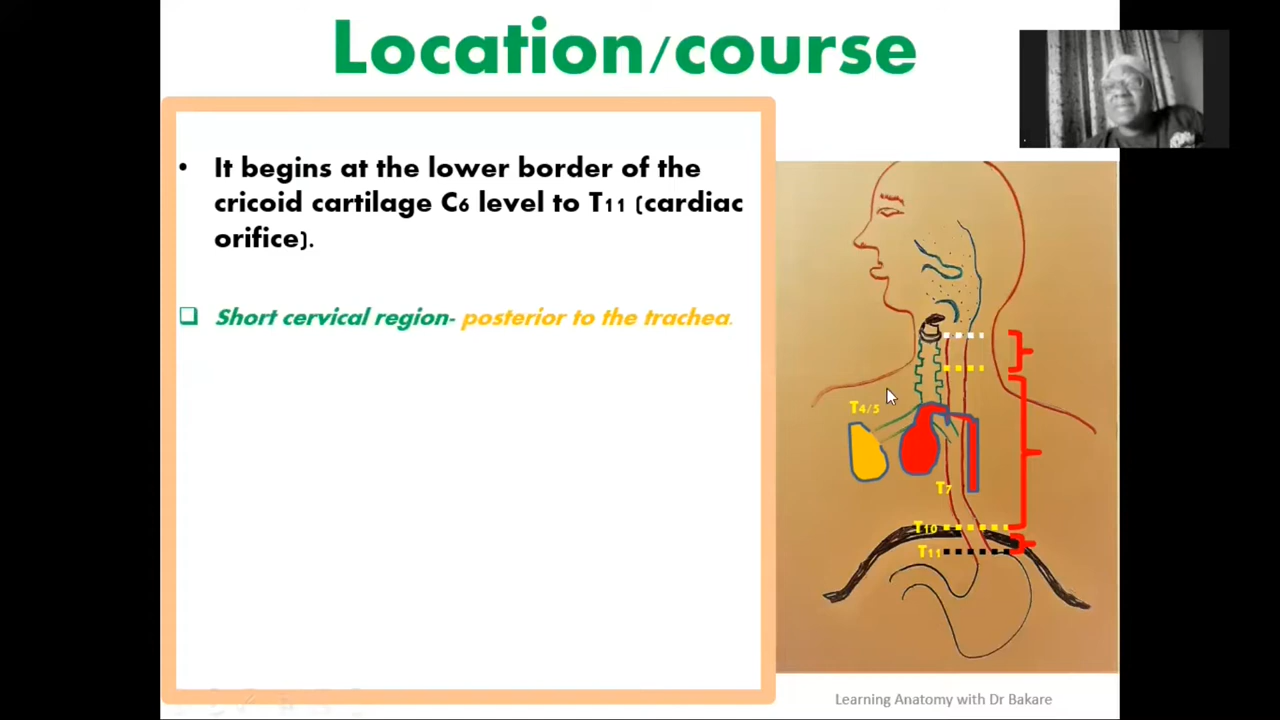 Location/course
• It begins at the lower border of the
cricoid cartilage C6 level to T11 (cardiac
orifice).
❑ Short cervical region- posterior to the trachea.
T4/5
T7
T10
T11
Learning Anatomy with Dr Bakare